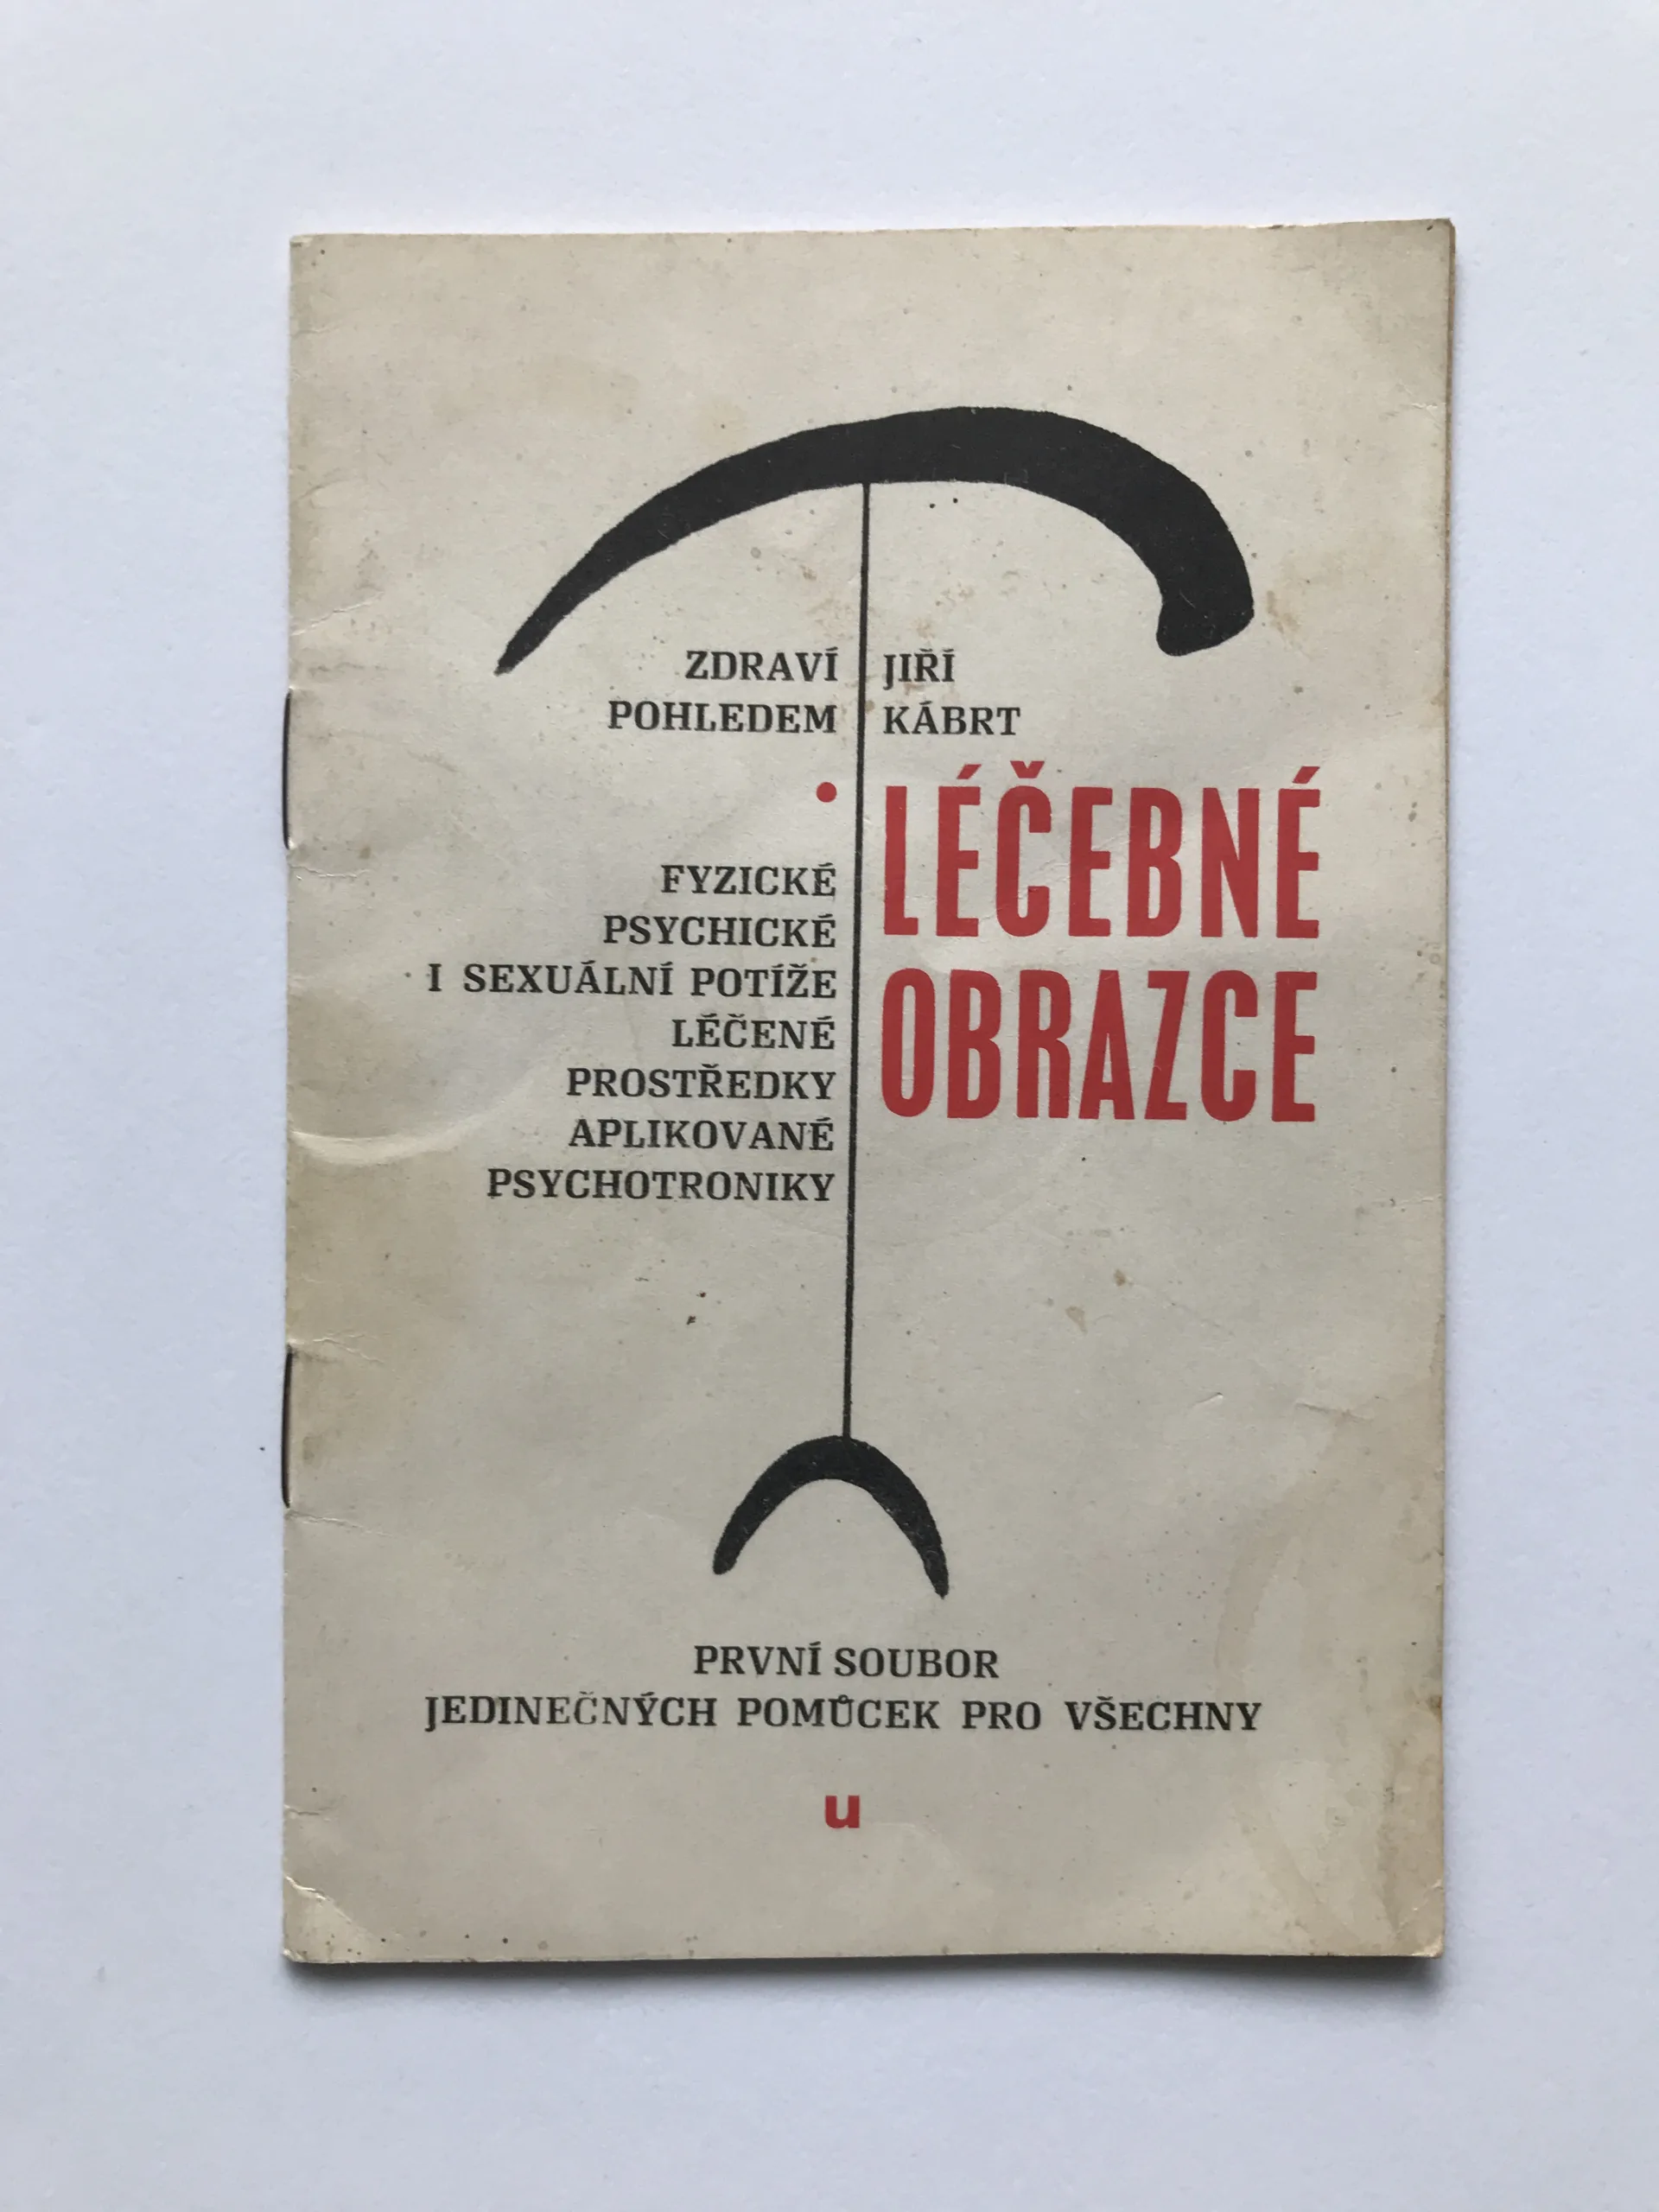 ZDRAVÍ
POHLEDEM
JIŘÍ
KÁBRT
LÉČEBNÉ
OBRAZCE
FYZICKÉ
PSYCHICKÉ
I SEXUÁLNÍ POTÍŽE
LÉČENÉ
PROSTŘEDKY
APLIKOVANÉ
PSYCHOTRONIKY
PRVNÍ SOUBOR
JEDINEČNÝCH POMŮCEK PRO VŠECHNY
u